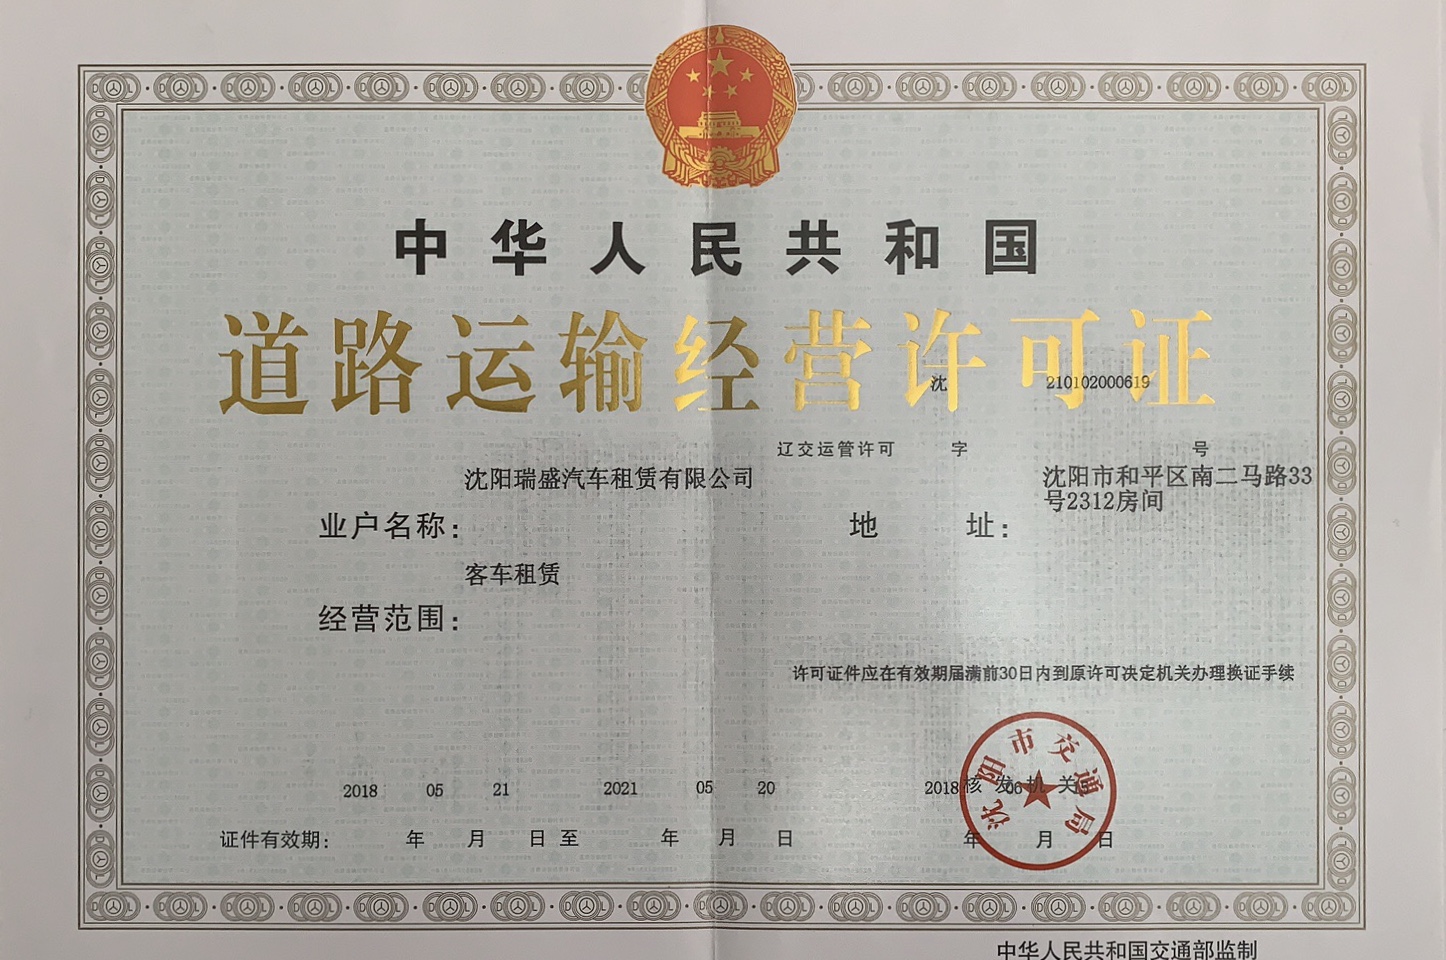 中华人民共和国
道路运输经营许可证
沈 210102000619
辽交运管许可 字 号
沈阳瑞盛汽车租赁有限公司
沈阳市和平区南二马路33
号2312房间
业户名称：
地 址：
客车租赁
经营范围：
许可证件应在有效期届满前30日内到原许可决定机关办理换证手续
沈阳市交通局
核发机关
2018 05 21 2021 05 20 2018 06
证件有效期： 年 月 日 至 年 月 日 年 月 日
中华人民共和国交通部监制